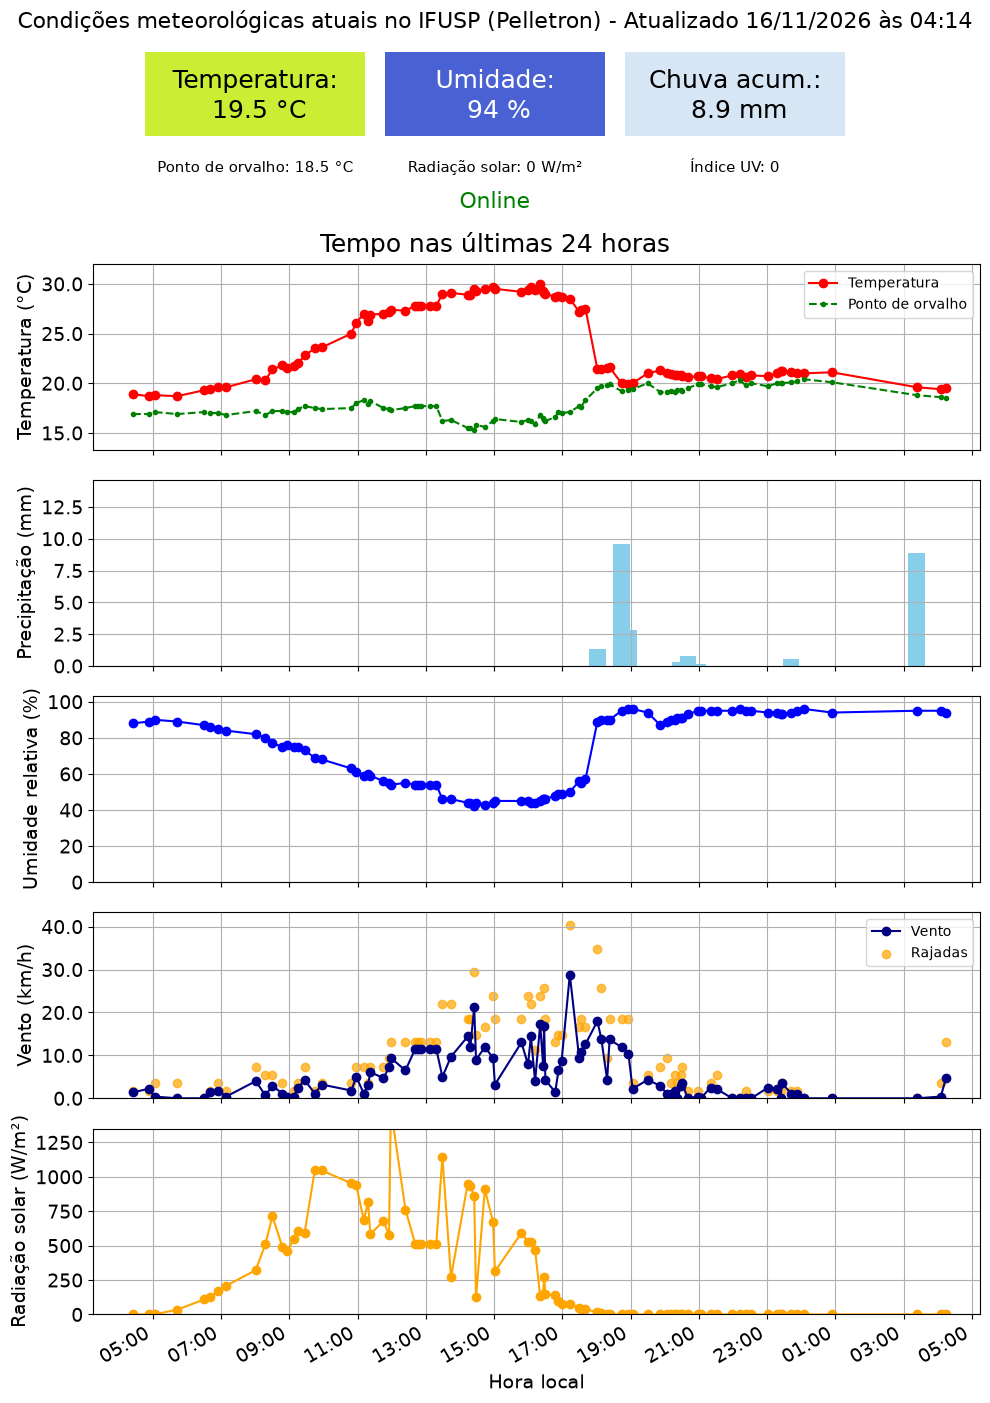 Condições meteorológicas atuais no IFUSP (Pelletron) - Atualizado 16/11/2026 às 04:14
Temperatura:
19.5 °C
Umidade:
94 %
Chuva acum.:
8.9 mm
Ponto de orvalho: 18.5 °C
Radiação solar: 0 W/m²
Índice UV: 0
Online
Tempo nas últimas 24 horas
Temperatura (°C)
30.0
25.0
20.0
15.0
Temperatura
Ponto de orvalho
Precipitação (mm)
12.5
10.0
7.5
5.0
2.5
0.0
Umidade relativa (%)
100
80
60
40
20
0
Vento (km/h)
40.0
30.0
20.0
10.0
0.0
Vento
Rajadas
Radiação solar (W/m²)
1250
1000
750
500
250
0
05:00 07:00 09:00 11:00 13:00 15:00 17:00 19:00 21:00 23:00 01:00 03:00 05:00
Hora local